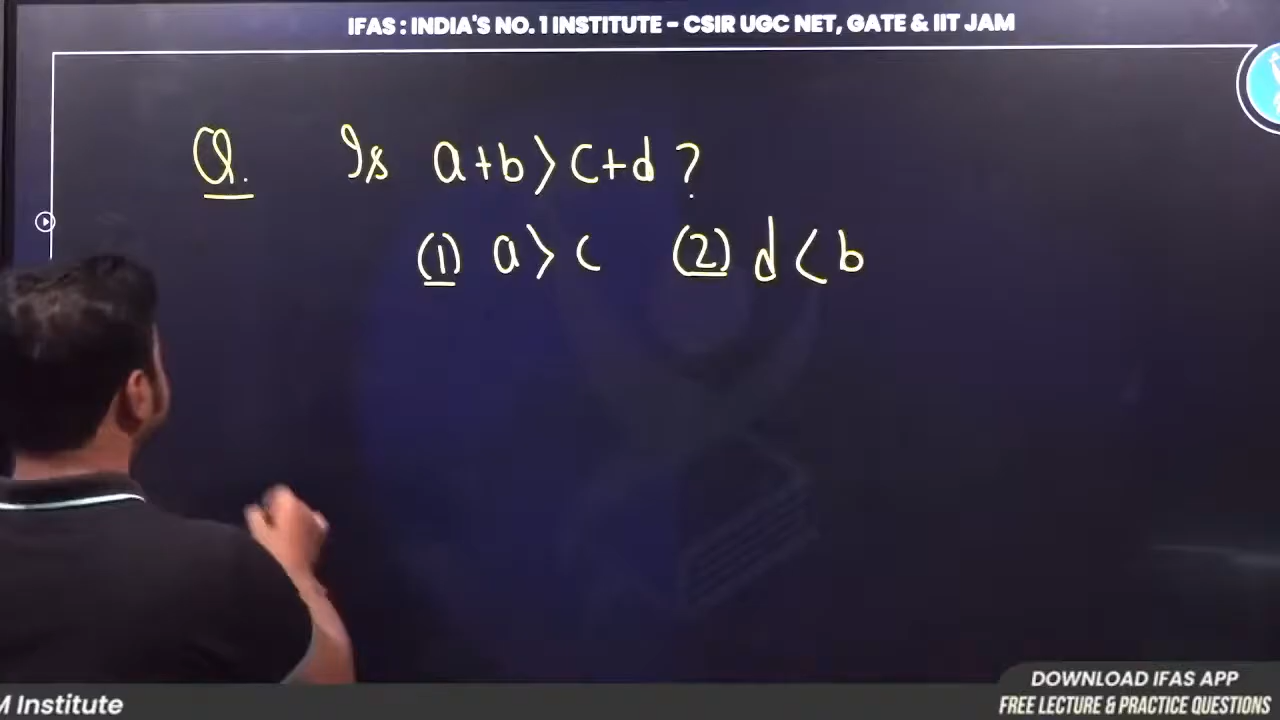 IFAS : INDIA'S NO. 1 INSTITUTE - CSIR UGC NET, GATE & IIT JAM
Q. Is a+b > c+d ?
(1) a > c (2) d < b
DOWNLOAD IFAS APP
M Institute
FREE LECTURE & PRACTICE QUESTIONS